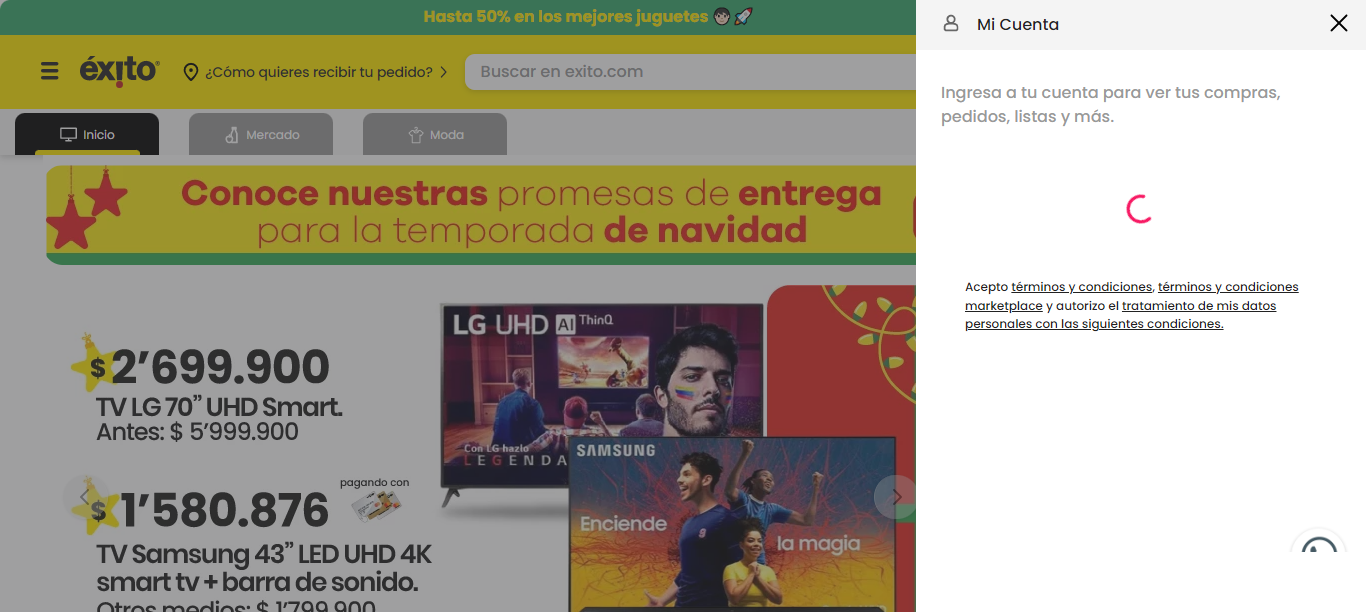 Hasta 50% en los mejores juguetes
éxito
¿Cómo quieres recibir tu pedido?
Buscar en exito.com
Inicio
Mercado
Moda
Conoce nuestras promesas de entrega
para la temporada de navidad
$ 2’699.900
TV LG 70” UHD Smart.
Antes: $ 5’999.900
pagando con
$ 1’580.876
TV Samsung 43” LED UHD 4K
smart tv + barra de sonido.
Otros medios: $ 1’799.900
LG UHD AI ThinQ
Con LG hazlo
LEGENDA
SAMSUNG
Enciende
la magia
Mi Cuenta
Ingresa a tu cuenta para ver tus compras,
pedidos, listas y más.
Acepto términos y condiciones, términos y condiciones
marketplace y autorizo el tratamiento de mis datos
personales con las siguientes condiciones.